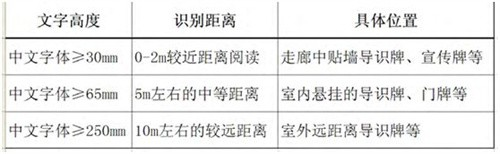 文字高度 识别距离 具体位置
中文字体≥30mm 0-2m较近距离阅读 走廊中贴墙导识牌、宣传牌等
中文字体≥65mm 5m左右的中等距离 室内悬挂的导识牌、门牌等
中文字体≥250mm 10m左右的较远距离 室外远距离导识牌等